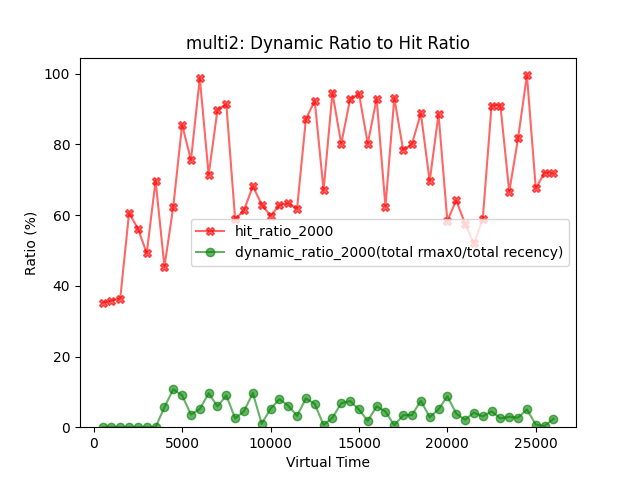 multi2: Dynamic Ratio to Hit Ratio
100
80
60
40
20
0
Ratio (%)
hit_ratio_2000
dynamic_ratio_2000(total rmax0/total recency)
0
5000
10000
15000
20000
25000
Virtual Time